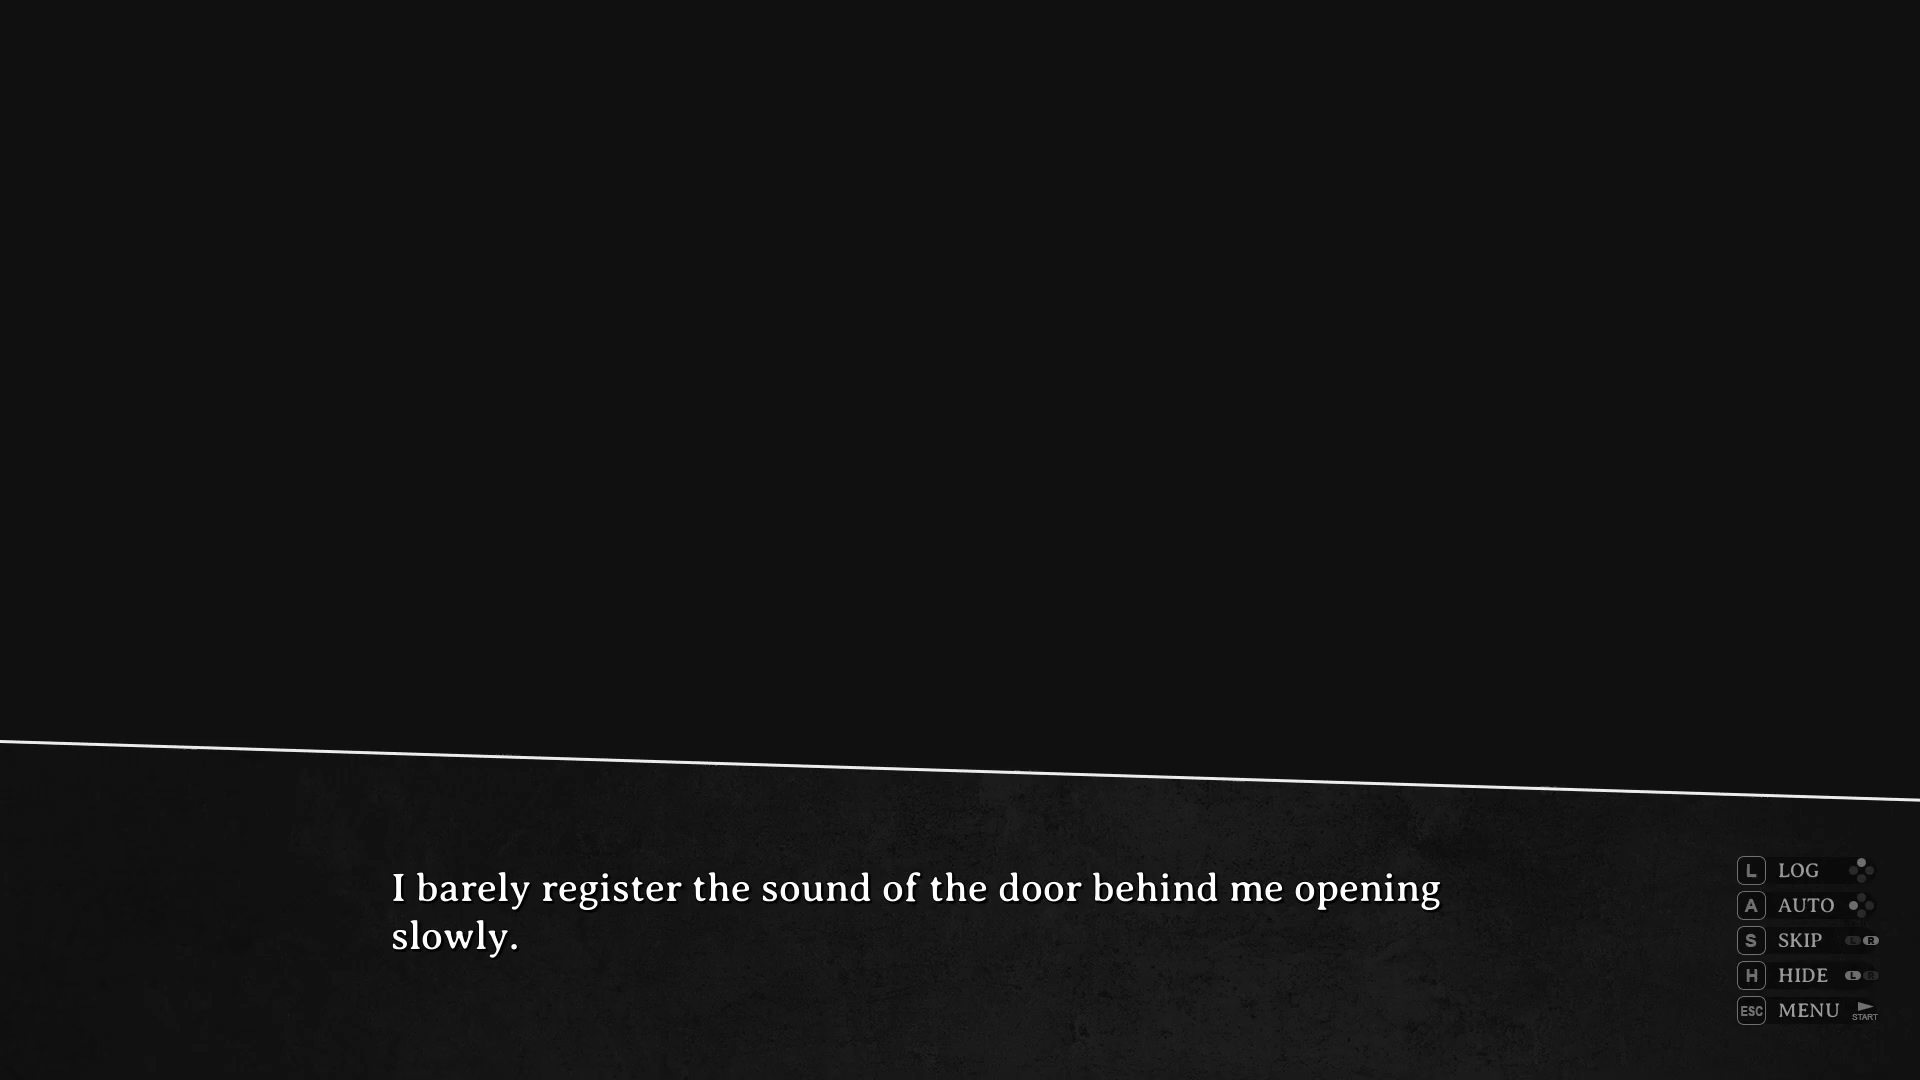 I barely register the sound of the door behind me opening
slowly.
L LOG
A AUTO
S SKIP L R
H HIDE L R
ESC MENU START